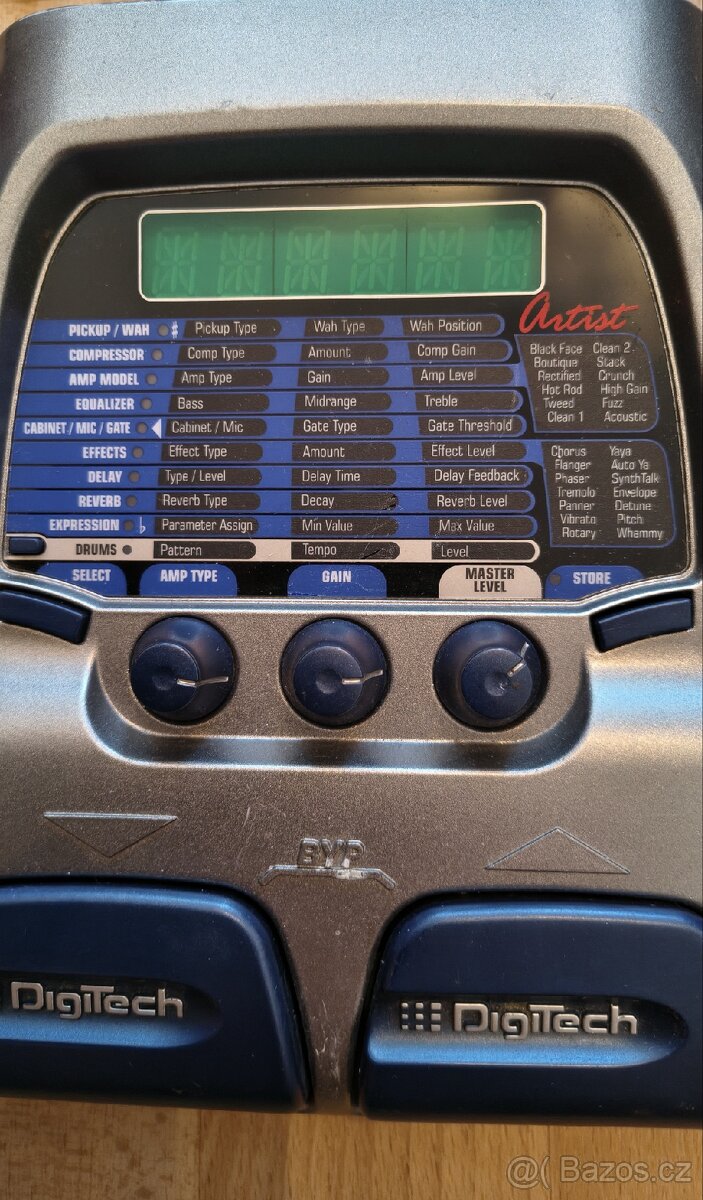 Artist
PICKUP / WAH # Pickup Type Wah Type Wah Position
COMPRESSOR Comp Type Amount Comp Gain
AMP MODEL Amp Type Gain Amp Level
EQUALIZER Bass Midrange Treble
CABINET / MIC / GATE Cabinet / Mic Gate Type Gate Threshold
EFFECTS Effect Type Amount Effect Level
DELAY Type / Level Delay Time Delay Feedback
REVERB Reverb Type Decay Reverb Level
EXPRESSION ♭ Parameter Assign Min Value Max Value
DRUMS Pattern Tempo Level
Black Face Clean 2
Boutique Stack
Rectified Crunch
Hot Rod High Gain
Tweed Fuzz
Clean 1 Acoustic
Chorus Yaya
Flanger Auto Ya
Phaser SynthTalk
Tremolo Envelope
Panner Detune
Vibrato Pitch
Rotary Whammy
SELECT AMP TYPE GAIN MASTER LEVEL STORE
BYP
DigiTech DigiTech
@( Bazos.cz